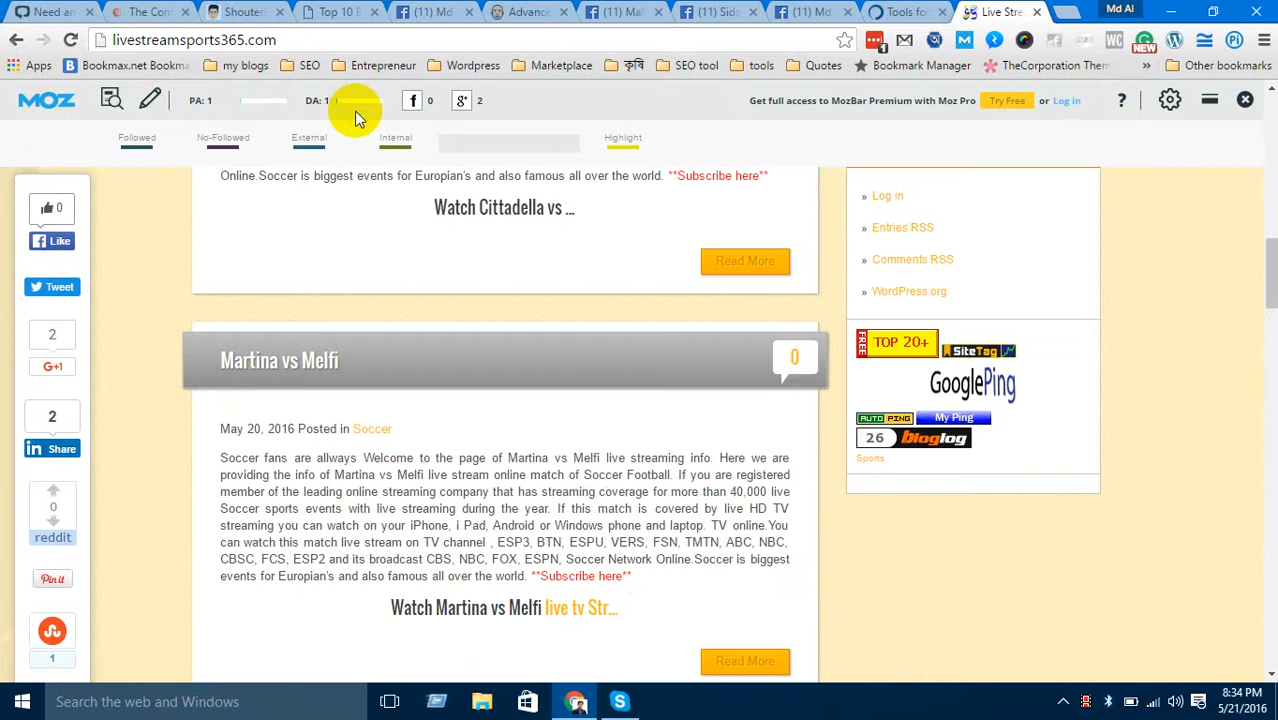 Need an
The Com
Shouter
Top 10 B
(11) Md
Advance
(11) Mal
(11) Sido
(11) Md
Tools for
Live Stre
Md Al
livestreamsports365.com
1
WC
NEW
Apps
Bookmax.net Bookma
my blogs
SEO
Entrepreneur
Wordpress
Marketplace
কৃষি
SEO tool
tools
Quotes
Bookmark Manager
TheCorporation Them
Other bookmarks
MOZ
PA: 1
DA: 1
0
2
Get full access to MozBar Premium with Moz Pro
Try Free
or Log in
?
Followed
No-Followed
External
Internal
Highlight
Online.Soccer is biggest events for Europian's and also famous all over the world. **Subscribe here**
Watch Cittadella vs ...
Read More
Martina vs Melfi
0
May 20, 2016 Posted in Soccer
Soccer fans are allways Welcome to the page of Martina vs Melfi live streaming info. Here we are
providing the info of Martina vs Melfi live stream online match of Soccer Football. If you are registered
member of the leading online streaming company that has streaming coverage for more than 40,000 live
Soccer sports events with live streaming during the year. If this match is covered by live HD TV
streaming you can watch on your iPhone, i Pad, Android or Windows phone and laptop. TV online.You
can watch this match live stream on TV channel , ESP3, BTN, ESPU, VERS, FSN, TMTN, ABC, NBC,
CBSC, FCS, ESP2 and its broadcast CBS, NBC, FOX, ESPN, Soccer Network Online.Soccer is biggest
events for Europian's and also famous all over the world. **Subscribe here**
Watch Martina vs Melfi live tv Str...
Read More
0
Like
Tweet
2
G+1
2
Share
0
reddit
Pin it
1
» Log in
» Entries RSS
» Comments RSS
» WordPress.org
FREE
TOP 20+
SiteTag
GooglePing
AUTO PING
My Ping
26 bloglog
Sports
Search the web and Windows
8:34 PM
5/21/2016